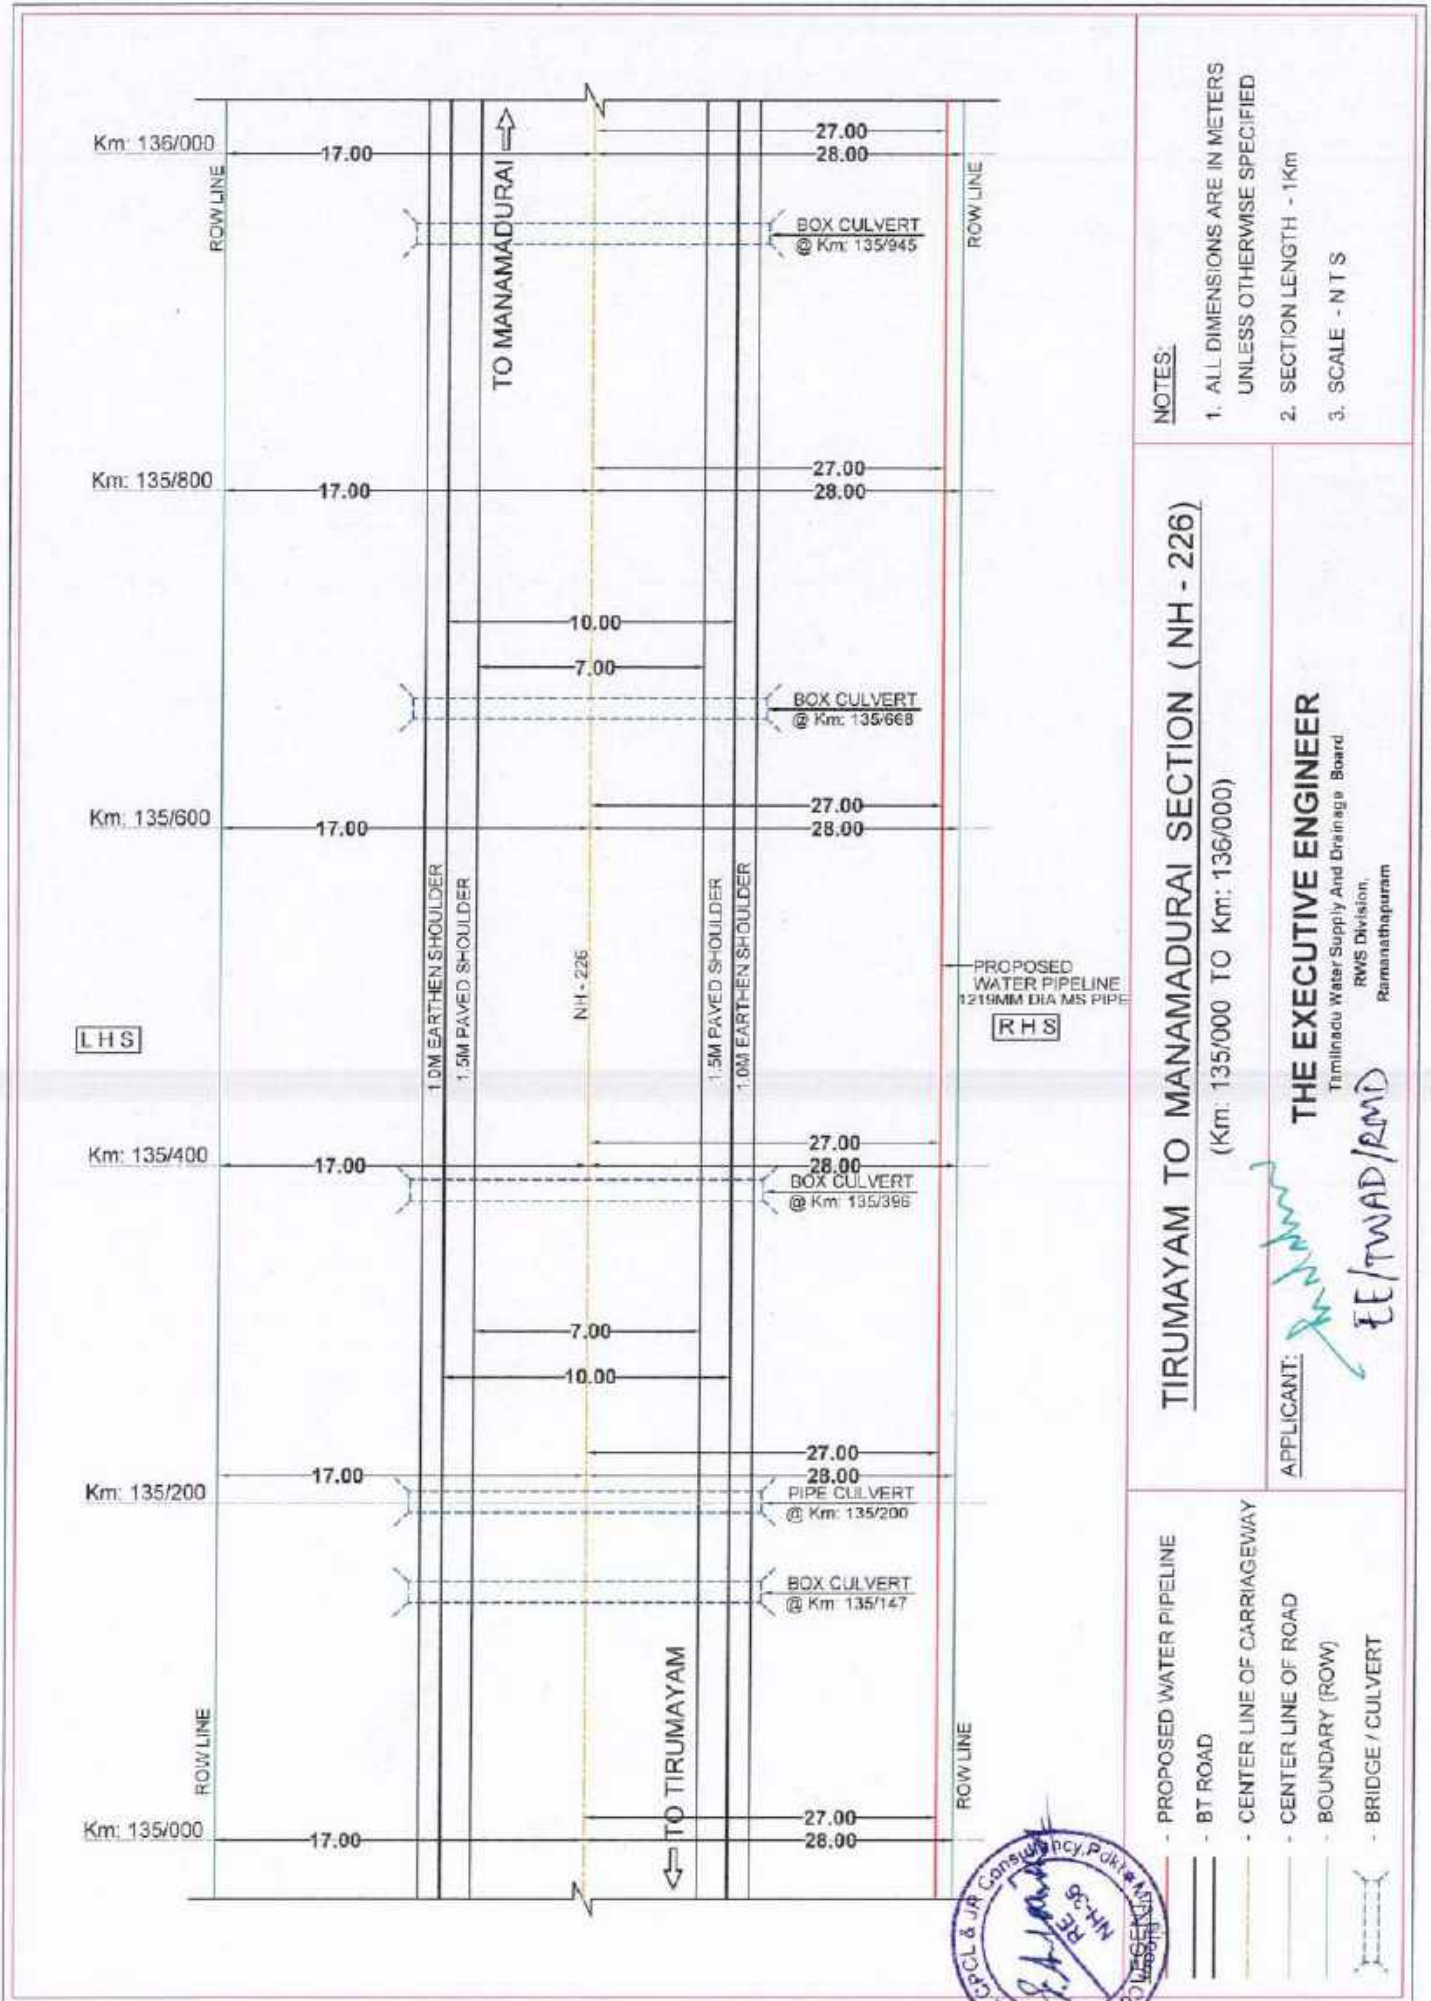 Km: 136/000
17.00
27.00
28.00
ROW LINE
ROW LINE
TO MANAMADURAI
BOX CULVERT
@ Km: 135/945
Km: 135/800
17.00
27.00
28.00
10.00
7.00
BOX CULVERT
@ Km: 135/668
Km: 135/600
17.00
27.00
28.00
1.0M EARTHEN SHOULDER
1.5M PAVED SHOULDER
NH - 226
1.5M PAVED SHOULDER
1.0M EARTHEN SHOULDER
PROPOSED
WATER PIPELINE
1219MM DIA MS PIPE
LHS
RHS
Km: 135/400
17.00
27.00
28.00
BOX CULVERT
@ Km: 135/396
7.00
10.00
27.00
17.00
28.00
Km: 135/200
PIPE CULVERT
@ Km: 135/200
BOX CULVERT
@ Km: 135/147
TO TIRUMAYAM
ROW LINE
ROW LINE
Km: 135/000
17.00
27.00
28.00
- PROPOSED WATER PIPELINE
- BT ROAD
- CENTER LINE OF CARRIAGEWAY
- CENTER LINE OF ROAD
- BOUNDARY (ROW)
- BRIDGE / CULVERT
TIRUMAYAM TO MANAMADURAI SECTION ( NH - 226)
(Km: 135/000 TO Km: 136/000)
APPLICANT:
THE EXECUTIVE ENGINEER
Tamilnadu Water Supply And Drainage Board
RWS Division,
Ramanathapuram
EE/TWAD/RMD
NOTES:
1. ALL DIMENSIONS ARE IN METERS
UNLESS OTHERWISE SPECIFIED
2. SECTION LENGTH - 1Km
3. SCALE - N T S
CPCL & JR Consultancy, Pdkt
RE
NH-36